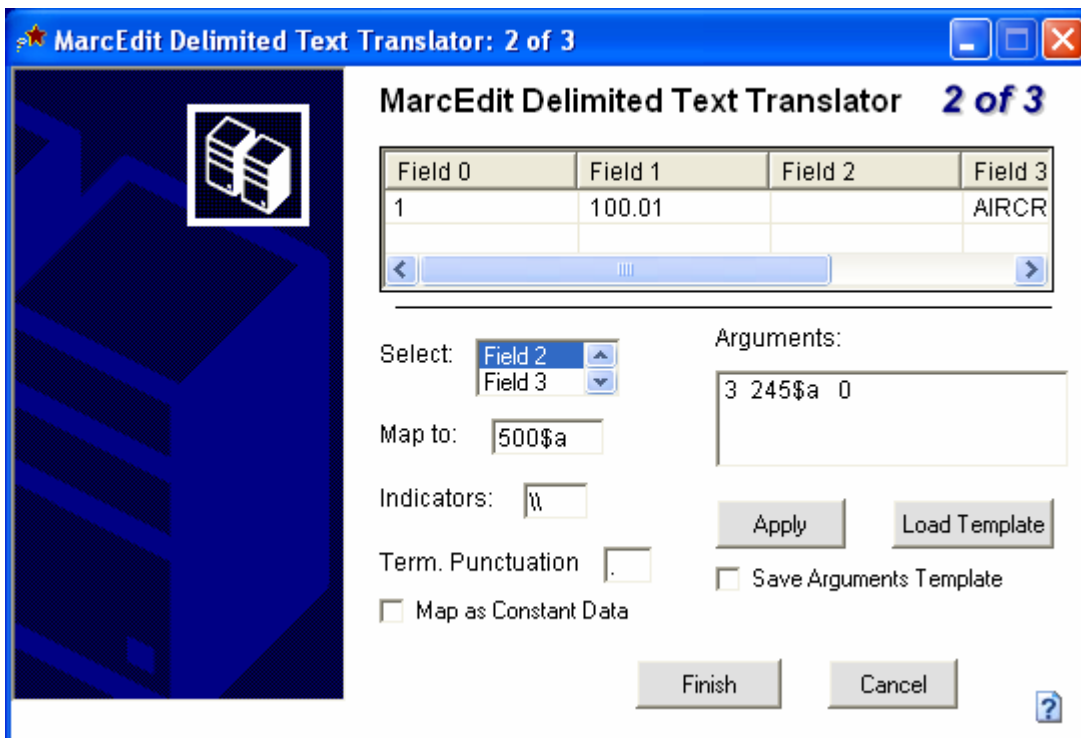 MarcEdit Delimited Text Translator: 2 of 3
MarcEdit Delimited Text Translator 2 of 3
Field 0 Field 1 Field 2 Field 3
1 100.01 AIRCR
Select: Field 2
Field 3
Arguments:
3 245$a 0
Map to: 500$a
Indicators: \\
Apply Load Template
Term. Punctuation .
Save Arguments Template
Map as Constant Data
Finish Cancel
?